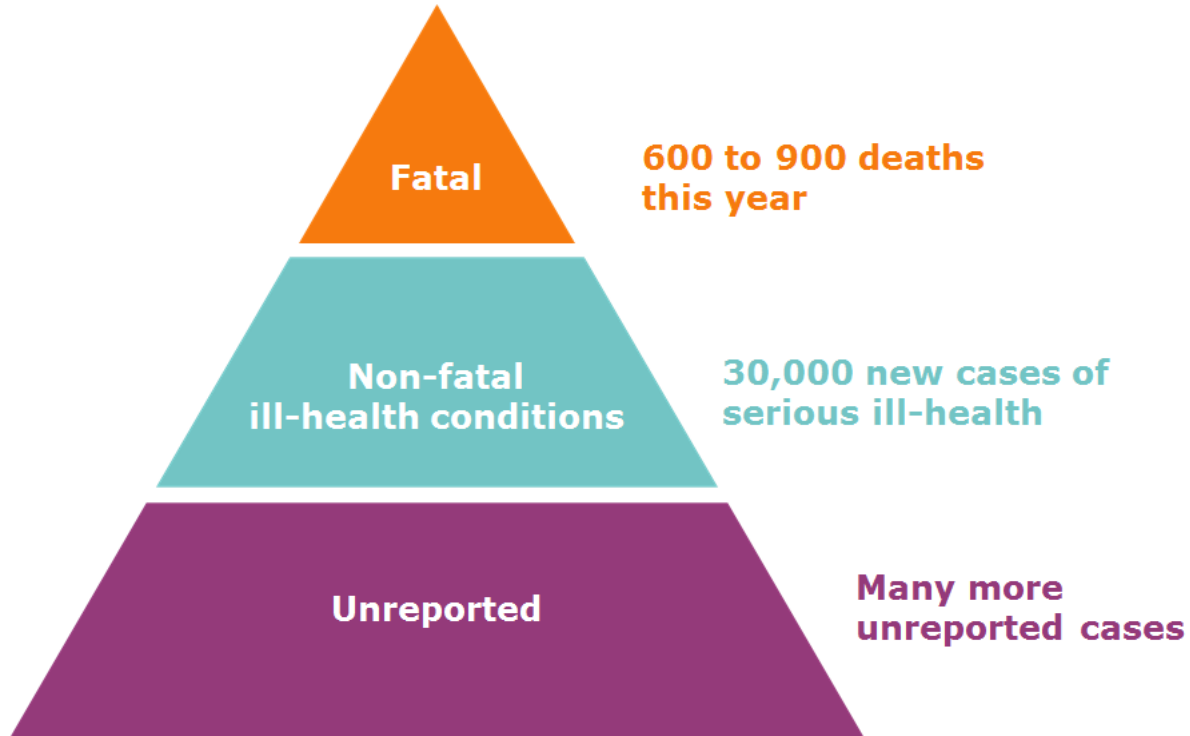 Fatal
600 to 900 deaths
this year
Non-fatal
ill-health conditions
30,000 new cases of
serious ill-health
Unreported
Many more
unreported cases